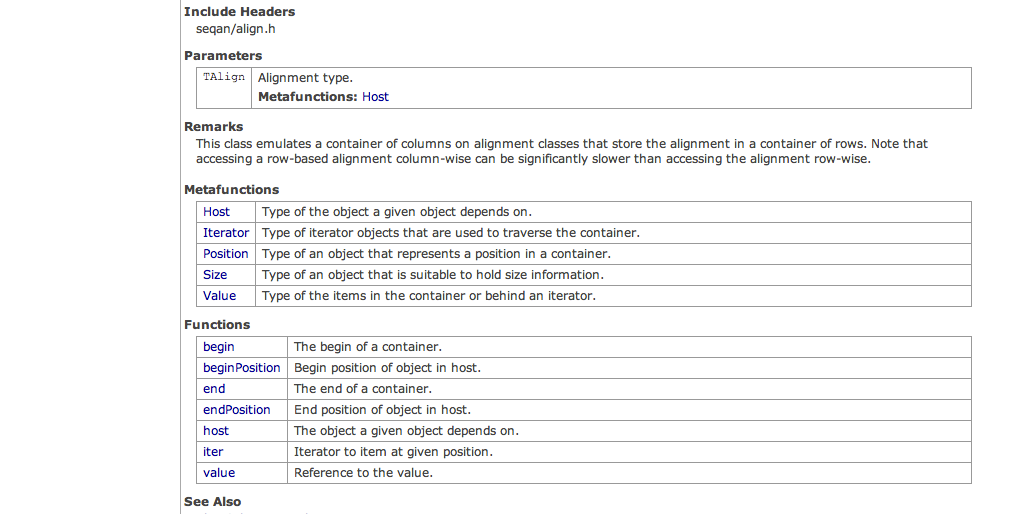 Include Headers
seqan/align.h
Parameters
TAlign Alignment type.
Metafunctions: Host
Remarks
This class emulates a container of columns on alignment classes that store the alignment in a container of rows. Note that
accessing a row-based alignment column-wise can be significantly slower than accessing the alignment row-wise.
Metafunctions
Host Type of the object a given object depends on.
Iterator Type of iterator objects that are used to traverse the container.
Position Type of an object that represents a position in a container.
Size Type of an object that is suitable to hold size information.
Value Type of the items in the container or behind an iterator.
Functions
begin The begin of a container.
beginPosition Begin position of object in host.
end The end of a container.
endPosition End position of object in host.
host The object a given object depends on.
iter Iterator to item at given position.
value Reference to the value.
See Also